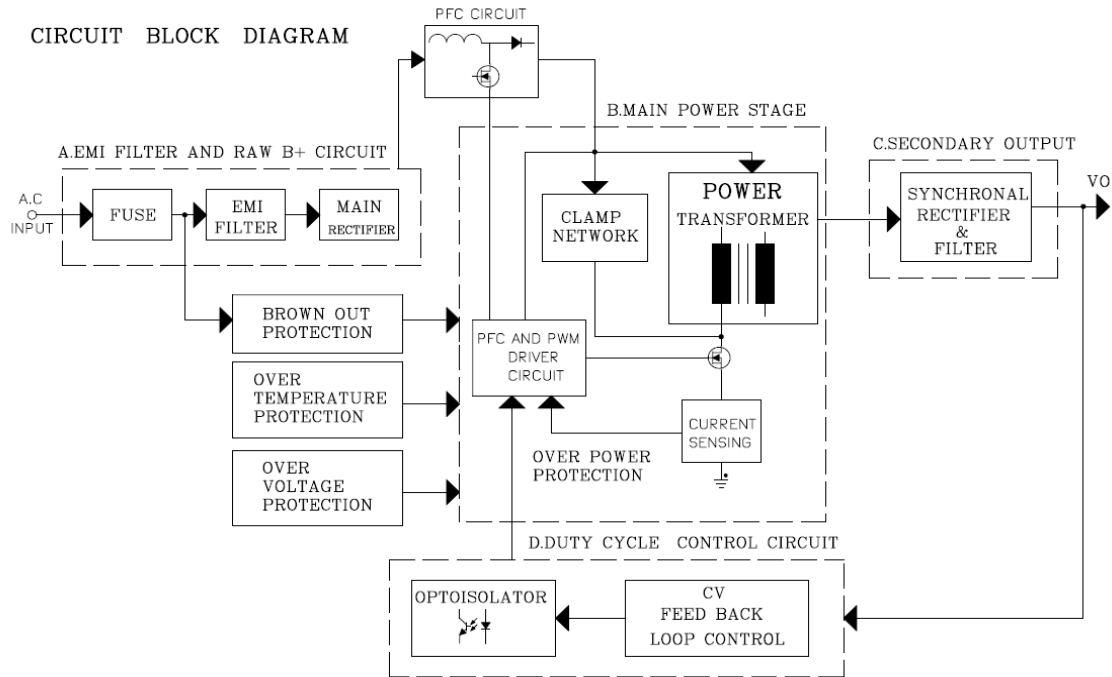 CIRCUIT BLOCK DIAGRAM
PFC CIRCUIT
A.EMI FILTER AND RAW B+ CIRCUIT
A.C
INPUT
FUSE
EMI
FILTER
MAIN
RECTIFIER
B.MAIN POWER STAGE
CLAMP
NETWORK
POWER
TRANSFORMER
C.SECONDARY OUTPUT
SYNCHRONAL
RECTIFIER
&
FILTER
VO
BROWN OUT
PROTECTION
OVER
TEMPERATURE
PROTECTION
OVER
VOLTAGE
PROTECTION
PFC AND PWM
DRIVER
CIRCUIT
CURRENT
SENSING
OVER POWER
PROTECTION
D.DUTY CYCLE CONTROL CIRCUIT
OPTOISOLATOR
CV
FEED BACK
LOOP CONTROL